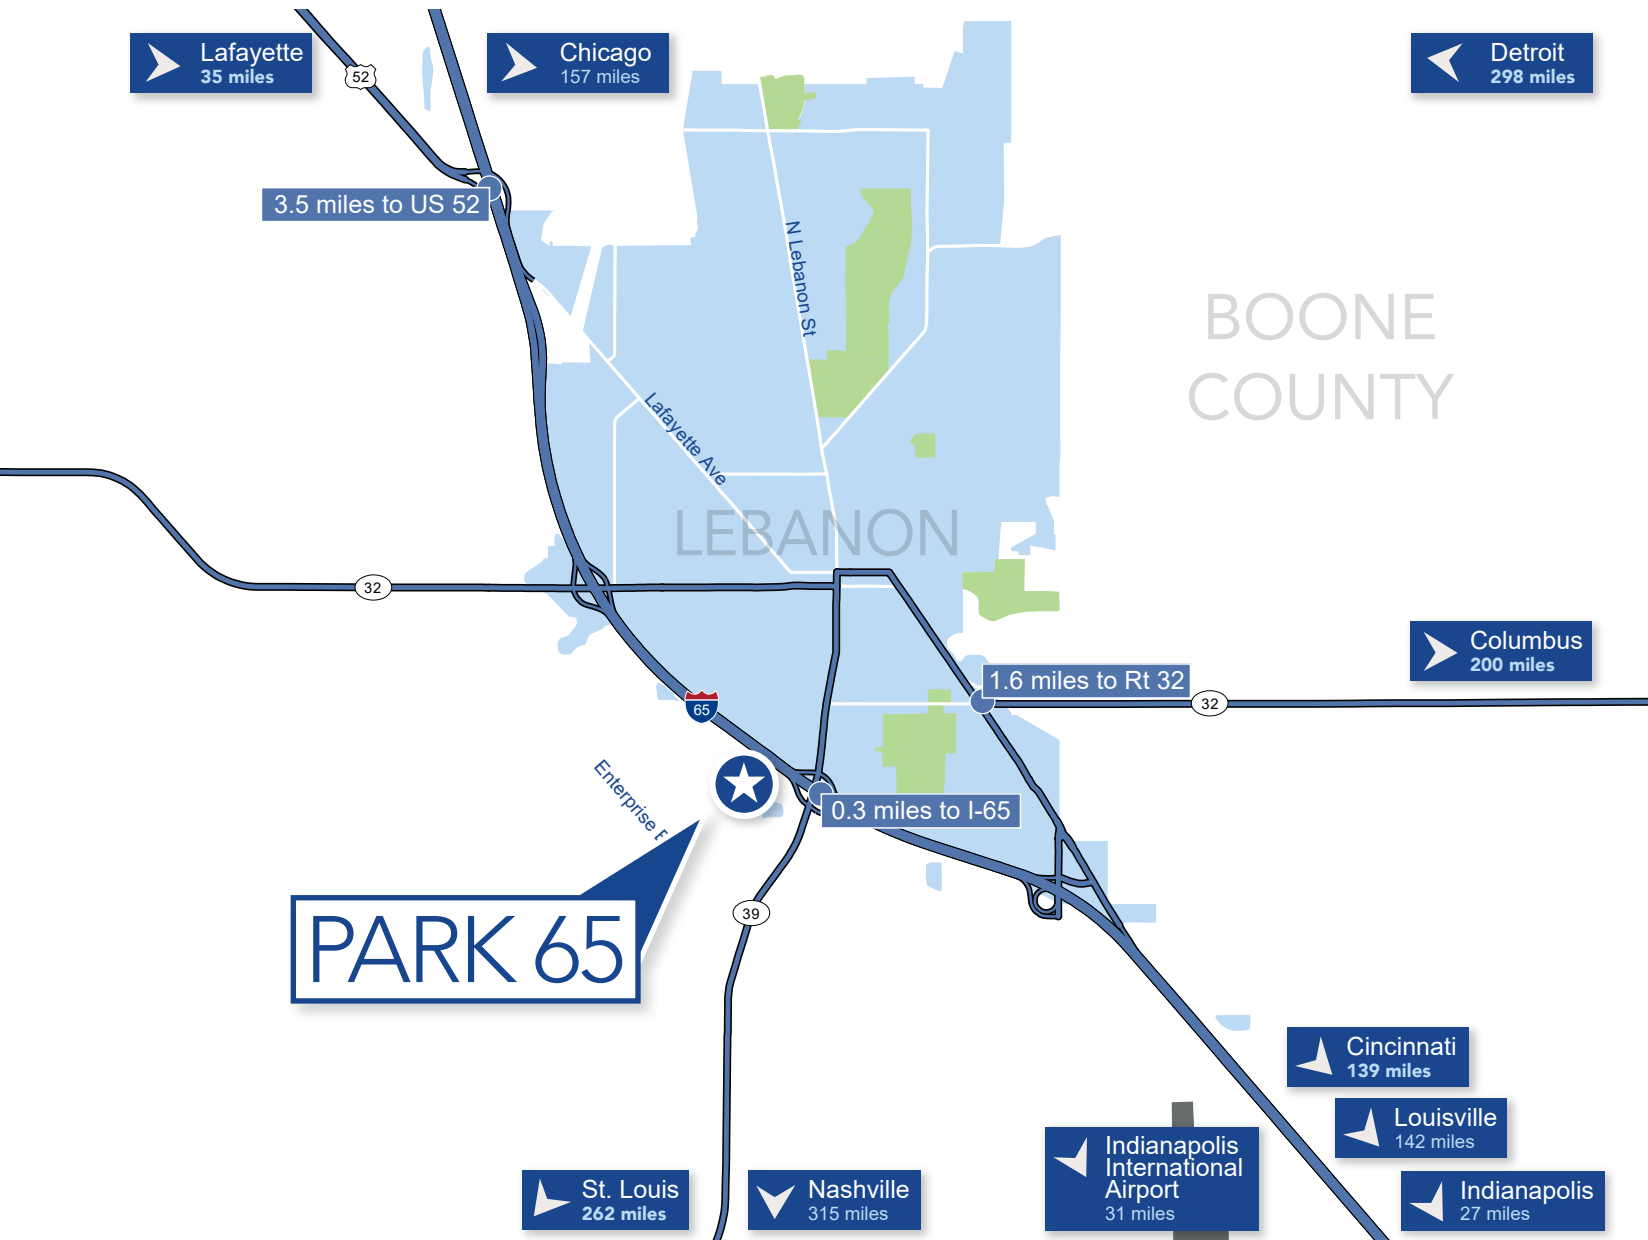 Lafayette
35 miles
52
Chicago
157 miles
Detroit
298 miles
3.5 miles to US 52
N Lebanon St
BOONE
COUNTY
Lafayette Ave
LEBANON
32
Columbus
200 miles
1.6 miles to Rt 32
32
65
Enterprise
0.3 miles to I-65
PARK 65
39
Cincinnati
139 miles
Louisville
142 miles
Indianapolis
International
Airport
31 miles
St. Louis
262 miles
Nashville
315 miles
Indianapolis
27 miles